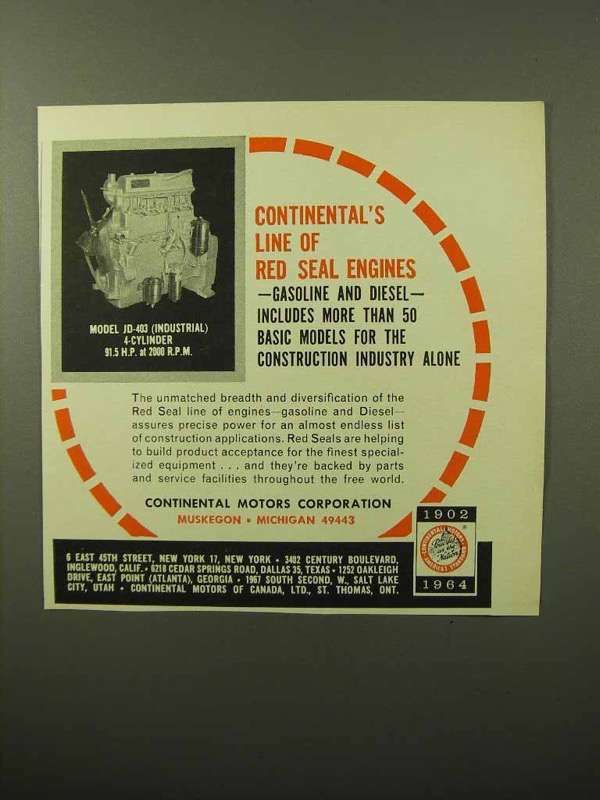 MODEL JD-403 (INDUSTRIAL)
4-CYLINDER
91.5 H.P. at 2000 R.P.M.
CONTINENTAL'S
LINE OF
RED SEAL ENGINES
—GASOLINE AND DIESEL—
INCLUDES MORE THAN 50
BASIC MODELS FOR THE
CONSTRUCTION INDUSTRY ALONE
The unmatched breadth and diversification of the
Red Seal line of engines—gasoline and Diesel—
assures precise power for an almost endless list
of construction applications. Red Seals are helping
to build product acceptance for the finest special-
ized equipment . . . and they're backed by parts
and service facilities throughout the free world.
CONTINENTAL MOTORS CORPORATION
MUSKEGON • MICHIGAN 49443
6 EAST 45TH STREET, NEW YORK 17, NEW YORK • 3402 CENTURY BOULEVARD,
INGLEWOOD, CALIF. • 6218 CEDAR SPRINGS ROAD, DALLAS 35, TEXAS • 1252 OAKLEIGH
DRIVE, EAST POINT (ATLANTA), GEORGIA • 1967 SOUTH SECOND, W., SALT LAKE
CITY, UTAH • CONTINENTAL MOTORS OF CANADA, LTD., ST. THOMAS, ONT.
1902
®
1964